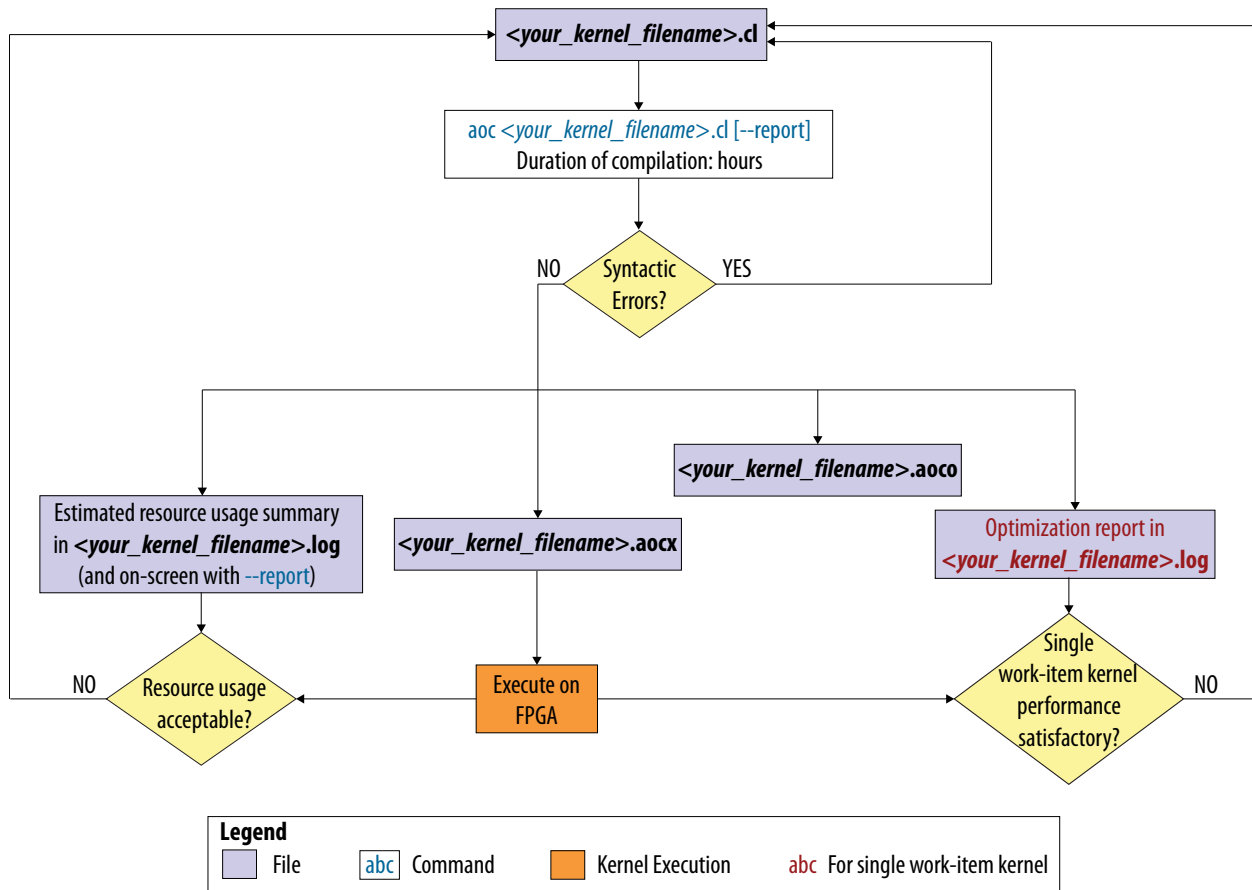 <your_kernel_filename>.cl
aoc <your_kernel_filename>.cl [--report]
Duration of compilation: hours
NO
Syntactic
Errors?
YES
<your_kernel_filename>.aoco
Estimated resource usage summary
in <your_kernel_filename>.log
(and on-screen with --report)
<your_kernel_filename>.aocx
Optimization report in
<your_kernel_filename>.log
NO
Resource usage
acceptable?
Execute on
FPGA
Single
work-item kernel
performance
satisfactory?
NO
Legend
File
abc Command
Kernel Execution
abc For single work-item kernel